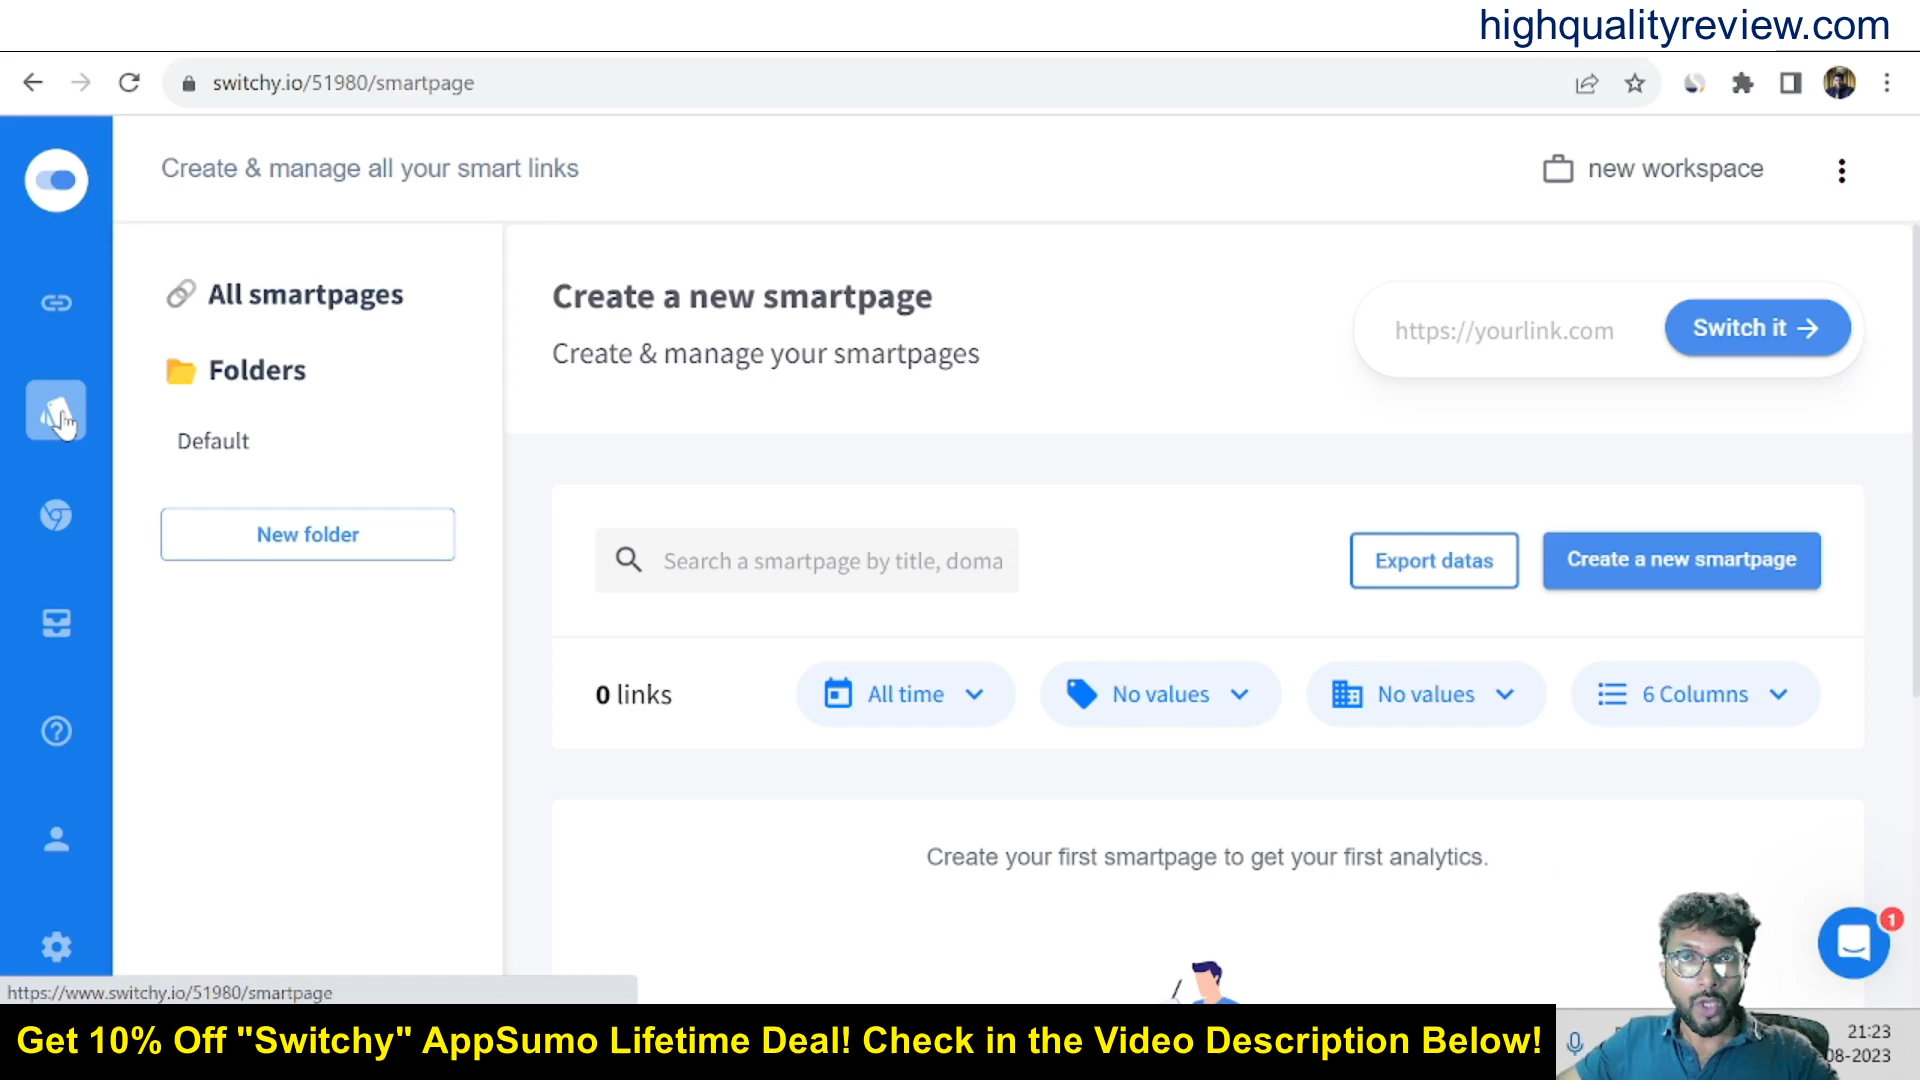 highqualityreview.com
switchy.io/51980/smartpage
Create & manage all your smart links
new workspace
All smartpages
Folders
Default
New folder
Create a new smartpage
Create & manage your smartpages
https://yourlink.com
Switch it →
Search a smartpage by title, doma
Export datas
Create a new smartpage
0 links
All time
No values
No values
6 Columns
Create your first smartpage to get your first analytics.
1
https://www.switchy.io/51980/smartpage
Get 10% Off "Switchy" AppSumo Lifetime Deal! Check in the Video Description Below!
21:23
08-2023